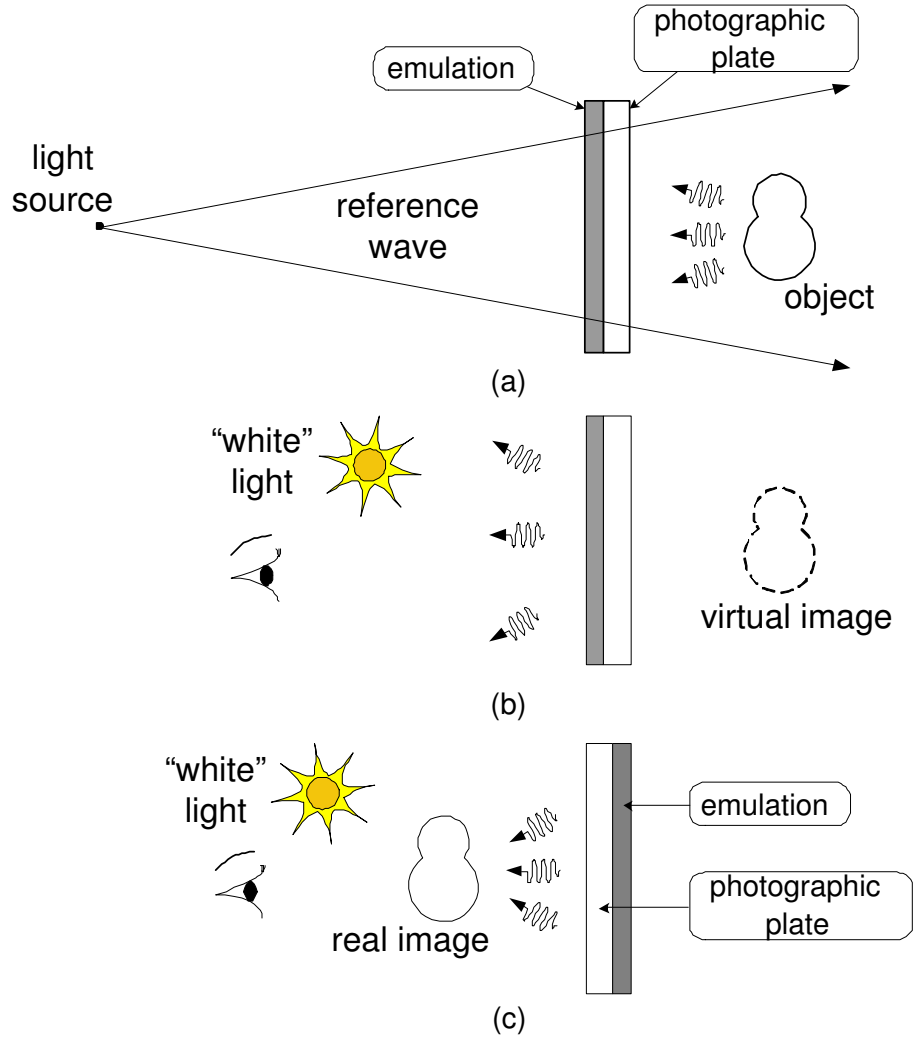 photographic
plate
emulation
light
source
reference
wave
object
(a)
“white”
light
virtual image
(b)
“white”
light
emulation
photographic
plate
real image
(c)